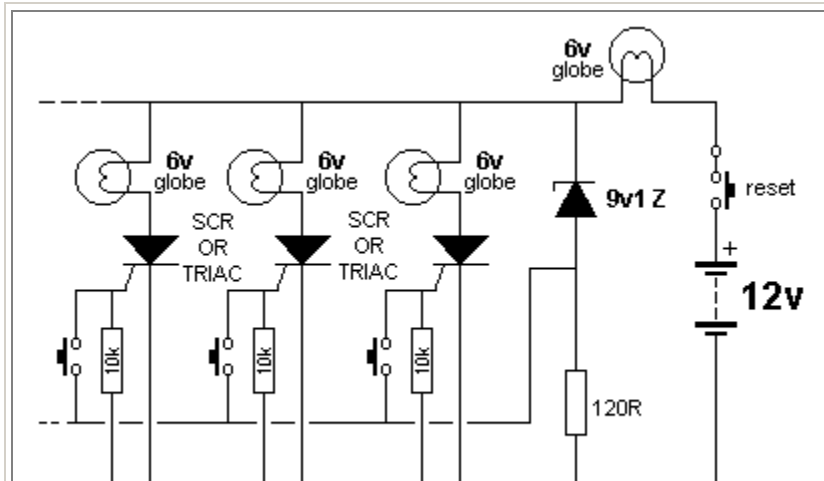 6v
globe
6v
globe
6v
globe
6v
globe
SCR
OR
TRIAC
SCR
OR
TRIAC
9v1 Z
reset
+
12v
10k
10k
10k
120R